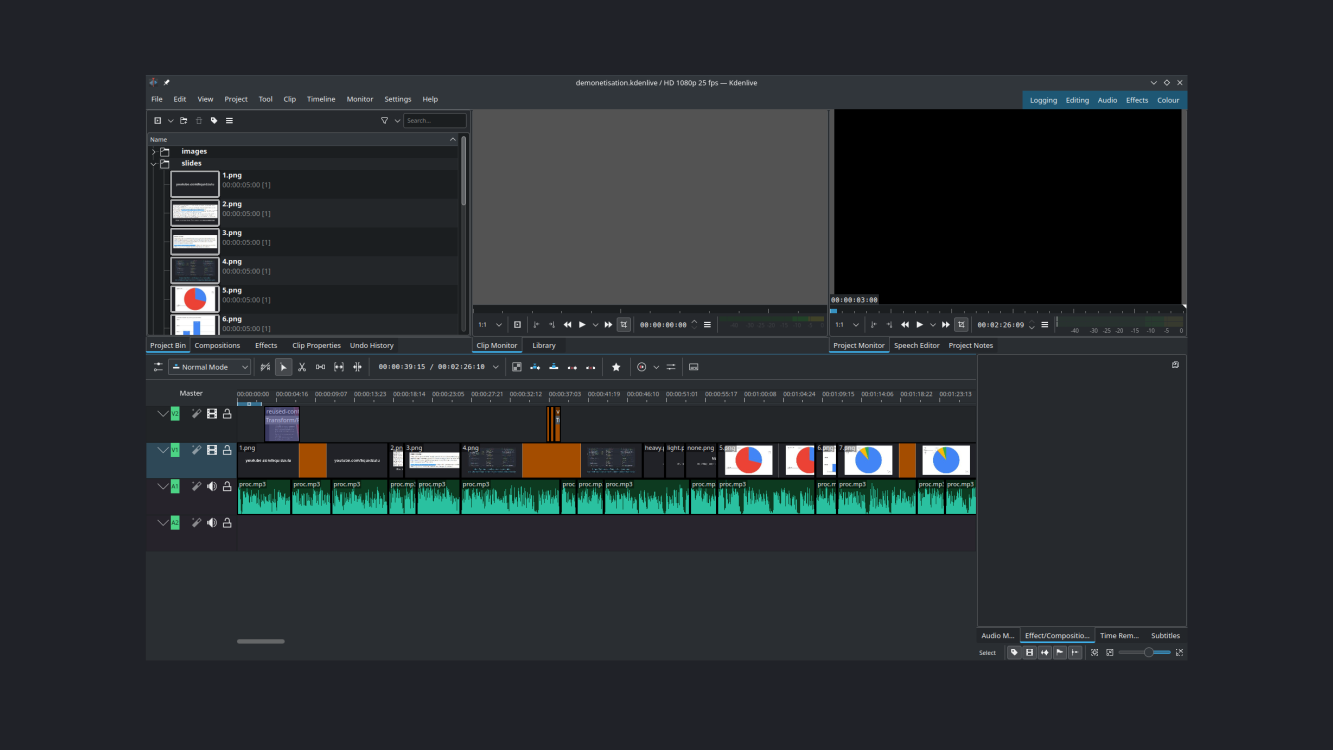 demonetisation.kdenlive / HD 1080p 25 fps — Kdenlive
File Edit View Project Tool Clip Timeline Monitor Settings Help
Logging Editing Audio Effects Colour
Search...
Name
images
slides
1.png
00:00:05:00 [1]
2.png
00:00:05:00 [1]
3.png
00:00:05:00 [1]
4.png
00:00:05:00 [1]
5.png
00:00:05:00 [1]
6.png
00:00:05:00 [1]
00:00:03:00
1:1 00:00:00:00
1:1 00:02:26:09
-40 -30 -25 -20 -15 -10 -5 0
Project Bin Compositions Effects Clip Properties Undo History
Clip Monitor Library
Project Monitor Speech Editor Project Notes
Normal Mode 00:00:39:15 / 00:02:26:10
Master
00:00:00:00 00:00:04:16 00:00:09:07 00:00:13:23 00:00:18:14 00:00:23:05 00:00:27:21 00:00:32:12 00:00:37:03 00:00:41:19 00:00:46:10 00:00:51:01 00:00:55:17 00:01:00:08 00:01:04:24 00:01:09:15 00:01:14:06 00:01:18:22 00:01:23:13
V2
reused-con
Transform
V1
1.png 2.pn 3.png 4.png heavy. light.p none.png 5.png 6.png 7.png
A1
proc.mp3 proc.mp3 proc.mp3 proc.mp3 proc.mp3 proc.mp3 proc. proc.mp proc.mp3 proc.mp proc.mp3 proc.m proc.mp3 proc.mp3 proc.mp3
A2
Audio M... Effect/Compositio... Time Rem... Subtitles
Select